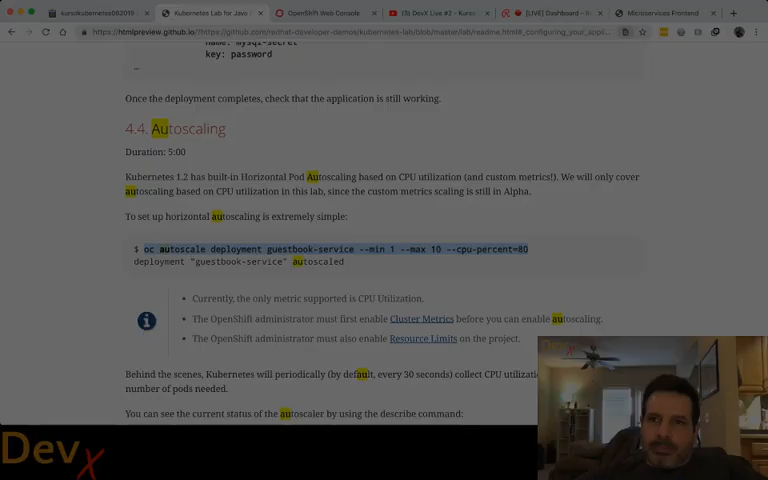 kurso/kubernetes062019
Kubernetes Lab for Java
OpenShift Web Console
(3) DevX Live #2 - Kurso
[LIVE] Dashboard -
Microservices Frontend
https://htmlpreview.github.io/?https://github.com/redhat-developer-demos/kubernetes-lab/blob/master/lab/readme.html#_configuring_your_appli...
name: mysql-secret
key: password
Once the deployment completes, check that the application is still working.
4.4. Autoscaling
Duration: 5:00
Kubernetes 1.2 has built-in Horizontal Pod Autoscaling based on CPU utilization (and custom metrics!). We will only cover
autoscaling based on CPU utilization in this lab, since the custom metrics scaling is still in Alpha.
To set up horizontal autoscaling is extremely simple:
$ oc autoscale deployment guestbook-service --min 1 --max 10 --cpu-percent=80
deployment "guestbook-service" autoscaled
• Currently, the only metric supported is CPU Utilization.
• The OpenShift administrator must first enable Cluster Metrics before you can enable autoscaling.
• The OpenShift administrator must also enable Resource Limits on the project.
Behind the scenes, Kubernetes will periodically (by default, every 30 seconds) collect CPU utilizatio
number of pods needed.
You can see the current status of the autoscaler by using the describe command:
DevX
DevX